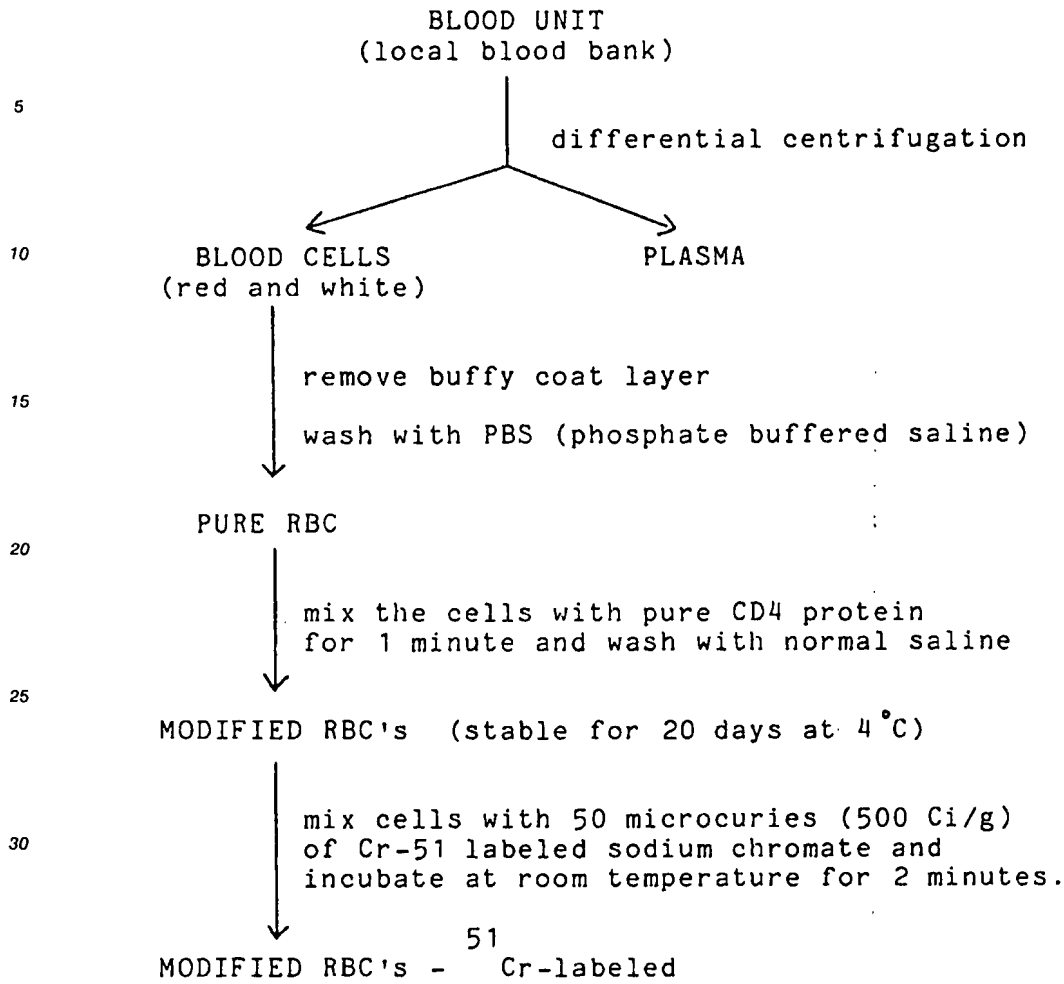 BLOOD UNIT
(local blood bank)
5
differential centrifugation
10 BLOOD CELLS PLASMA
(red and white)
remove buffy coat layer
15
wash with PBS (phosphate buffered saline)
PURE RBC
20
mix the cells with pure CD4 protein
for 1 minute and wash with normal saline
25
MODIFIED RBC's (stable for 20 days at 4°C)
mix cells with 50 microcuries (500 Ci/g)
30 of Cr-51 labeled sodium chromate and
incubate at room temperature for 2 minutes.
51
MODIFIED RBC's - Cr-labeled